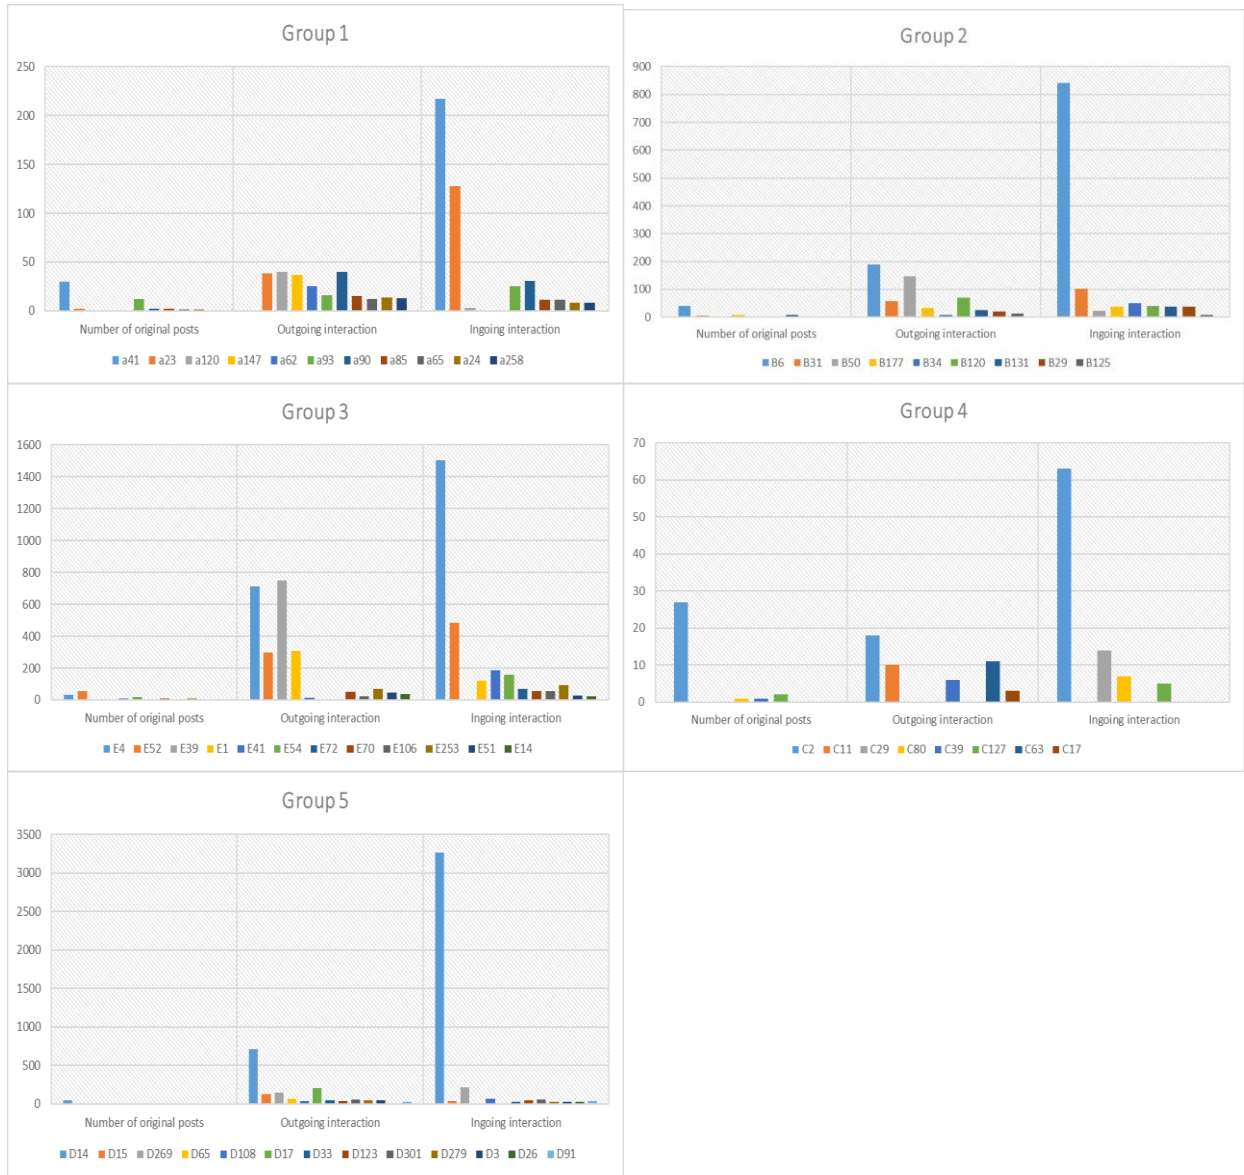 Group 1
250
200
150
100
50
0
Number of original posts Outgoing interaction Ingoing interaction
a41 a23 a120 a147 a62 a93 a90 a85 a65 a24 a258
Group 2
900
800
700
600
500
400
300
200
100
0
Number of original posts Outgoing interaction Ingoing interaction
B6 B31 B50 B177 B34 B120 B131 B29 B125
Group 3
1600
1400
1200
1000
800
600
400
200
0
Number of original posts Outgoing interaction Ingoing interaction
E4 E52 E39 E1 E41 E54 E72 E70 E106 E253 E51 E14
Group 4
70
60
50
40
30
20
10
0
Number of original posts Outgoing interaction Ingoing interaction
C2 C11 C29 C80 C39 C127 C63 C17
Group 5
3500
3000
2500
2000
1500
1000
500
0
Number of original posts Outgoing interaction Ingoing interaction
D14 D15 D269 D65 D108 D17 D33 D123 D301 D279 D3 D26 D91